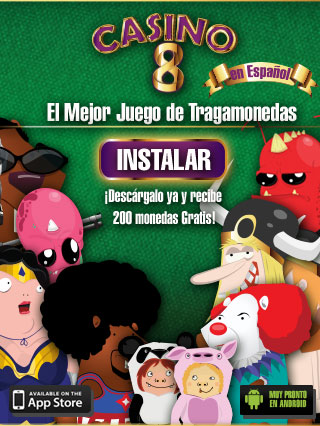 CASINO
8
en Español
El Mejor Juego de Tragamonedas
INSTALAR
¡Descárgalo ya y recibe
200 monedas Gratis!
AVAILABLE ON THE
App Store
MUY PRONTO
EN ANDROID